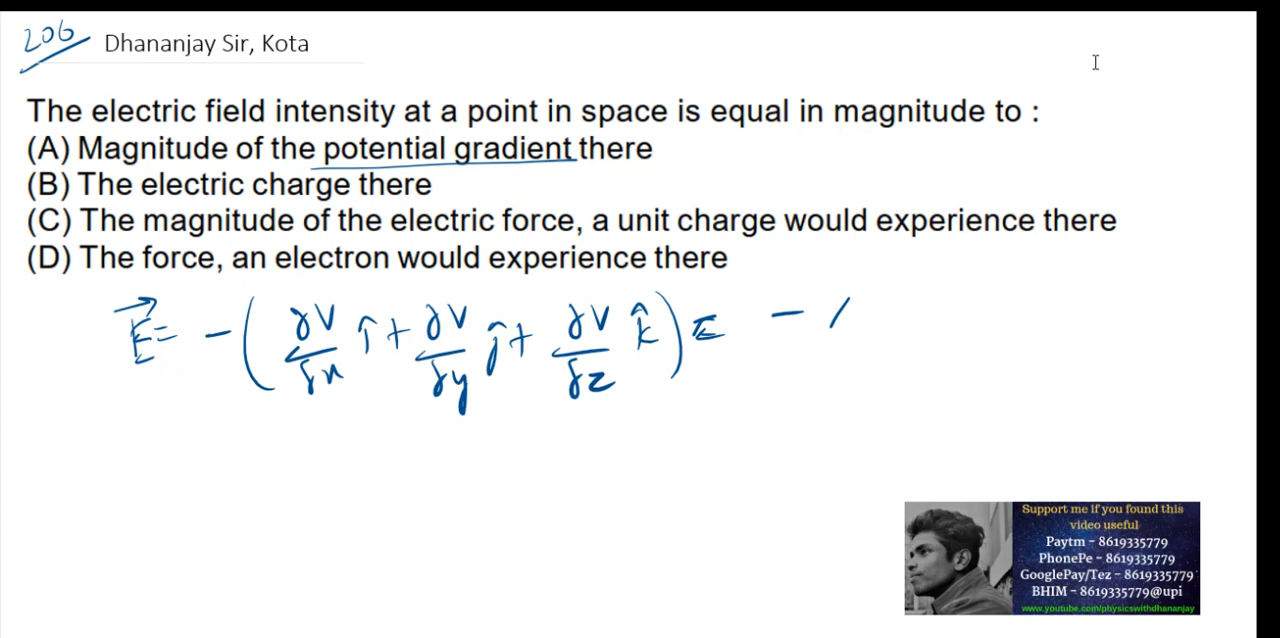 206 Dhananjay Sir, Kota
The electric field intensity at a point in space is equal in magnitude to :
(A) Magnitude of the potential gradient there
(B) The electric charge there
(C) The magnitude of the electric force, a unit charge would experience there
(D) The force, an electron would experience there
E⃗ = - ( ∂V/∂x î + ∂V/∂y ĵ + ∂V/∂z k̂ ) = -
Support me if you found this
video useful
Paytm - 8619335779
PhonePe - 8619335779
GooglePay/Tez - 8619335779
BHIM - 8619335779@upi
www.youtube.com/physicswithdhananjay